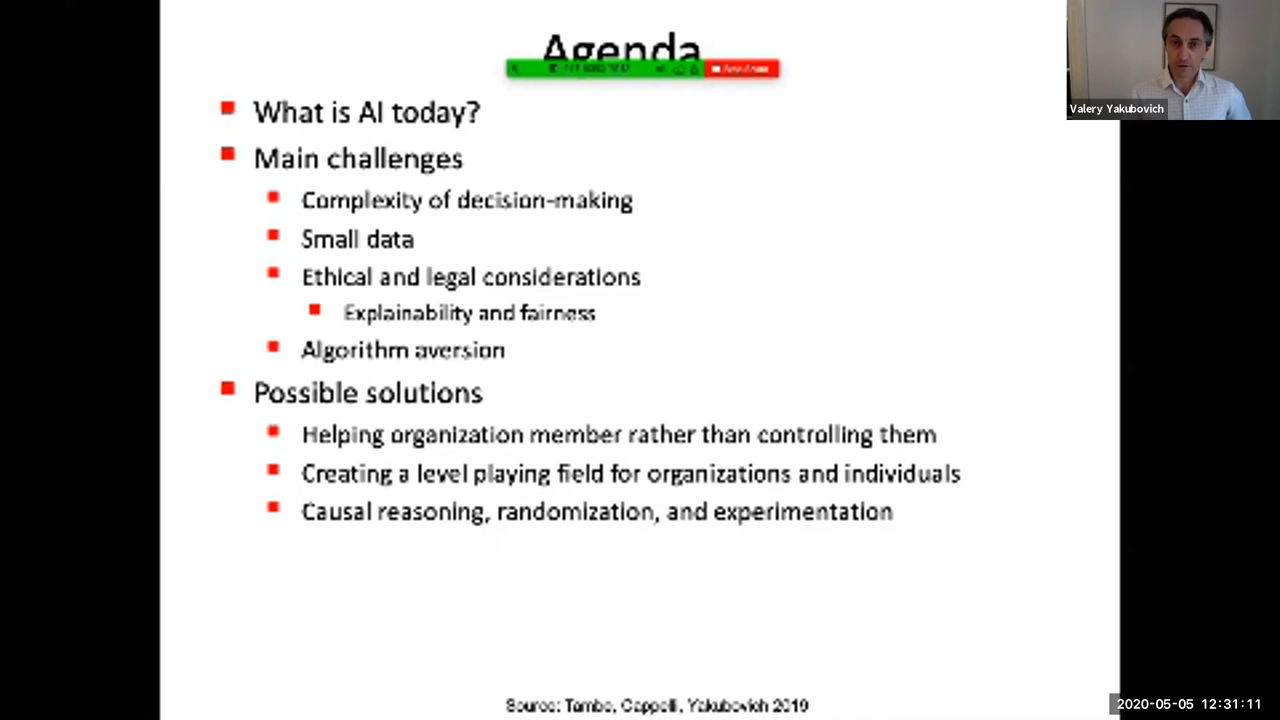 Agenda
Valery Yakubovich
What is AI today?
Main challenges
Complexity of decision-making
Small data
Ethical and legal considerations
Explainability and fairness
Algorithm aversion
Possible solutions
Helping organization member rather than controlling them
Creating a level playing field for organizations and individuals
Causal reasoning, randomization, and experimentation
Source: Tambe, Cappelli, Yakubovich 2019
2020-05-05 12:31:11